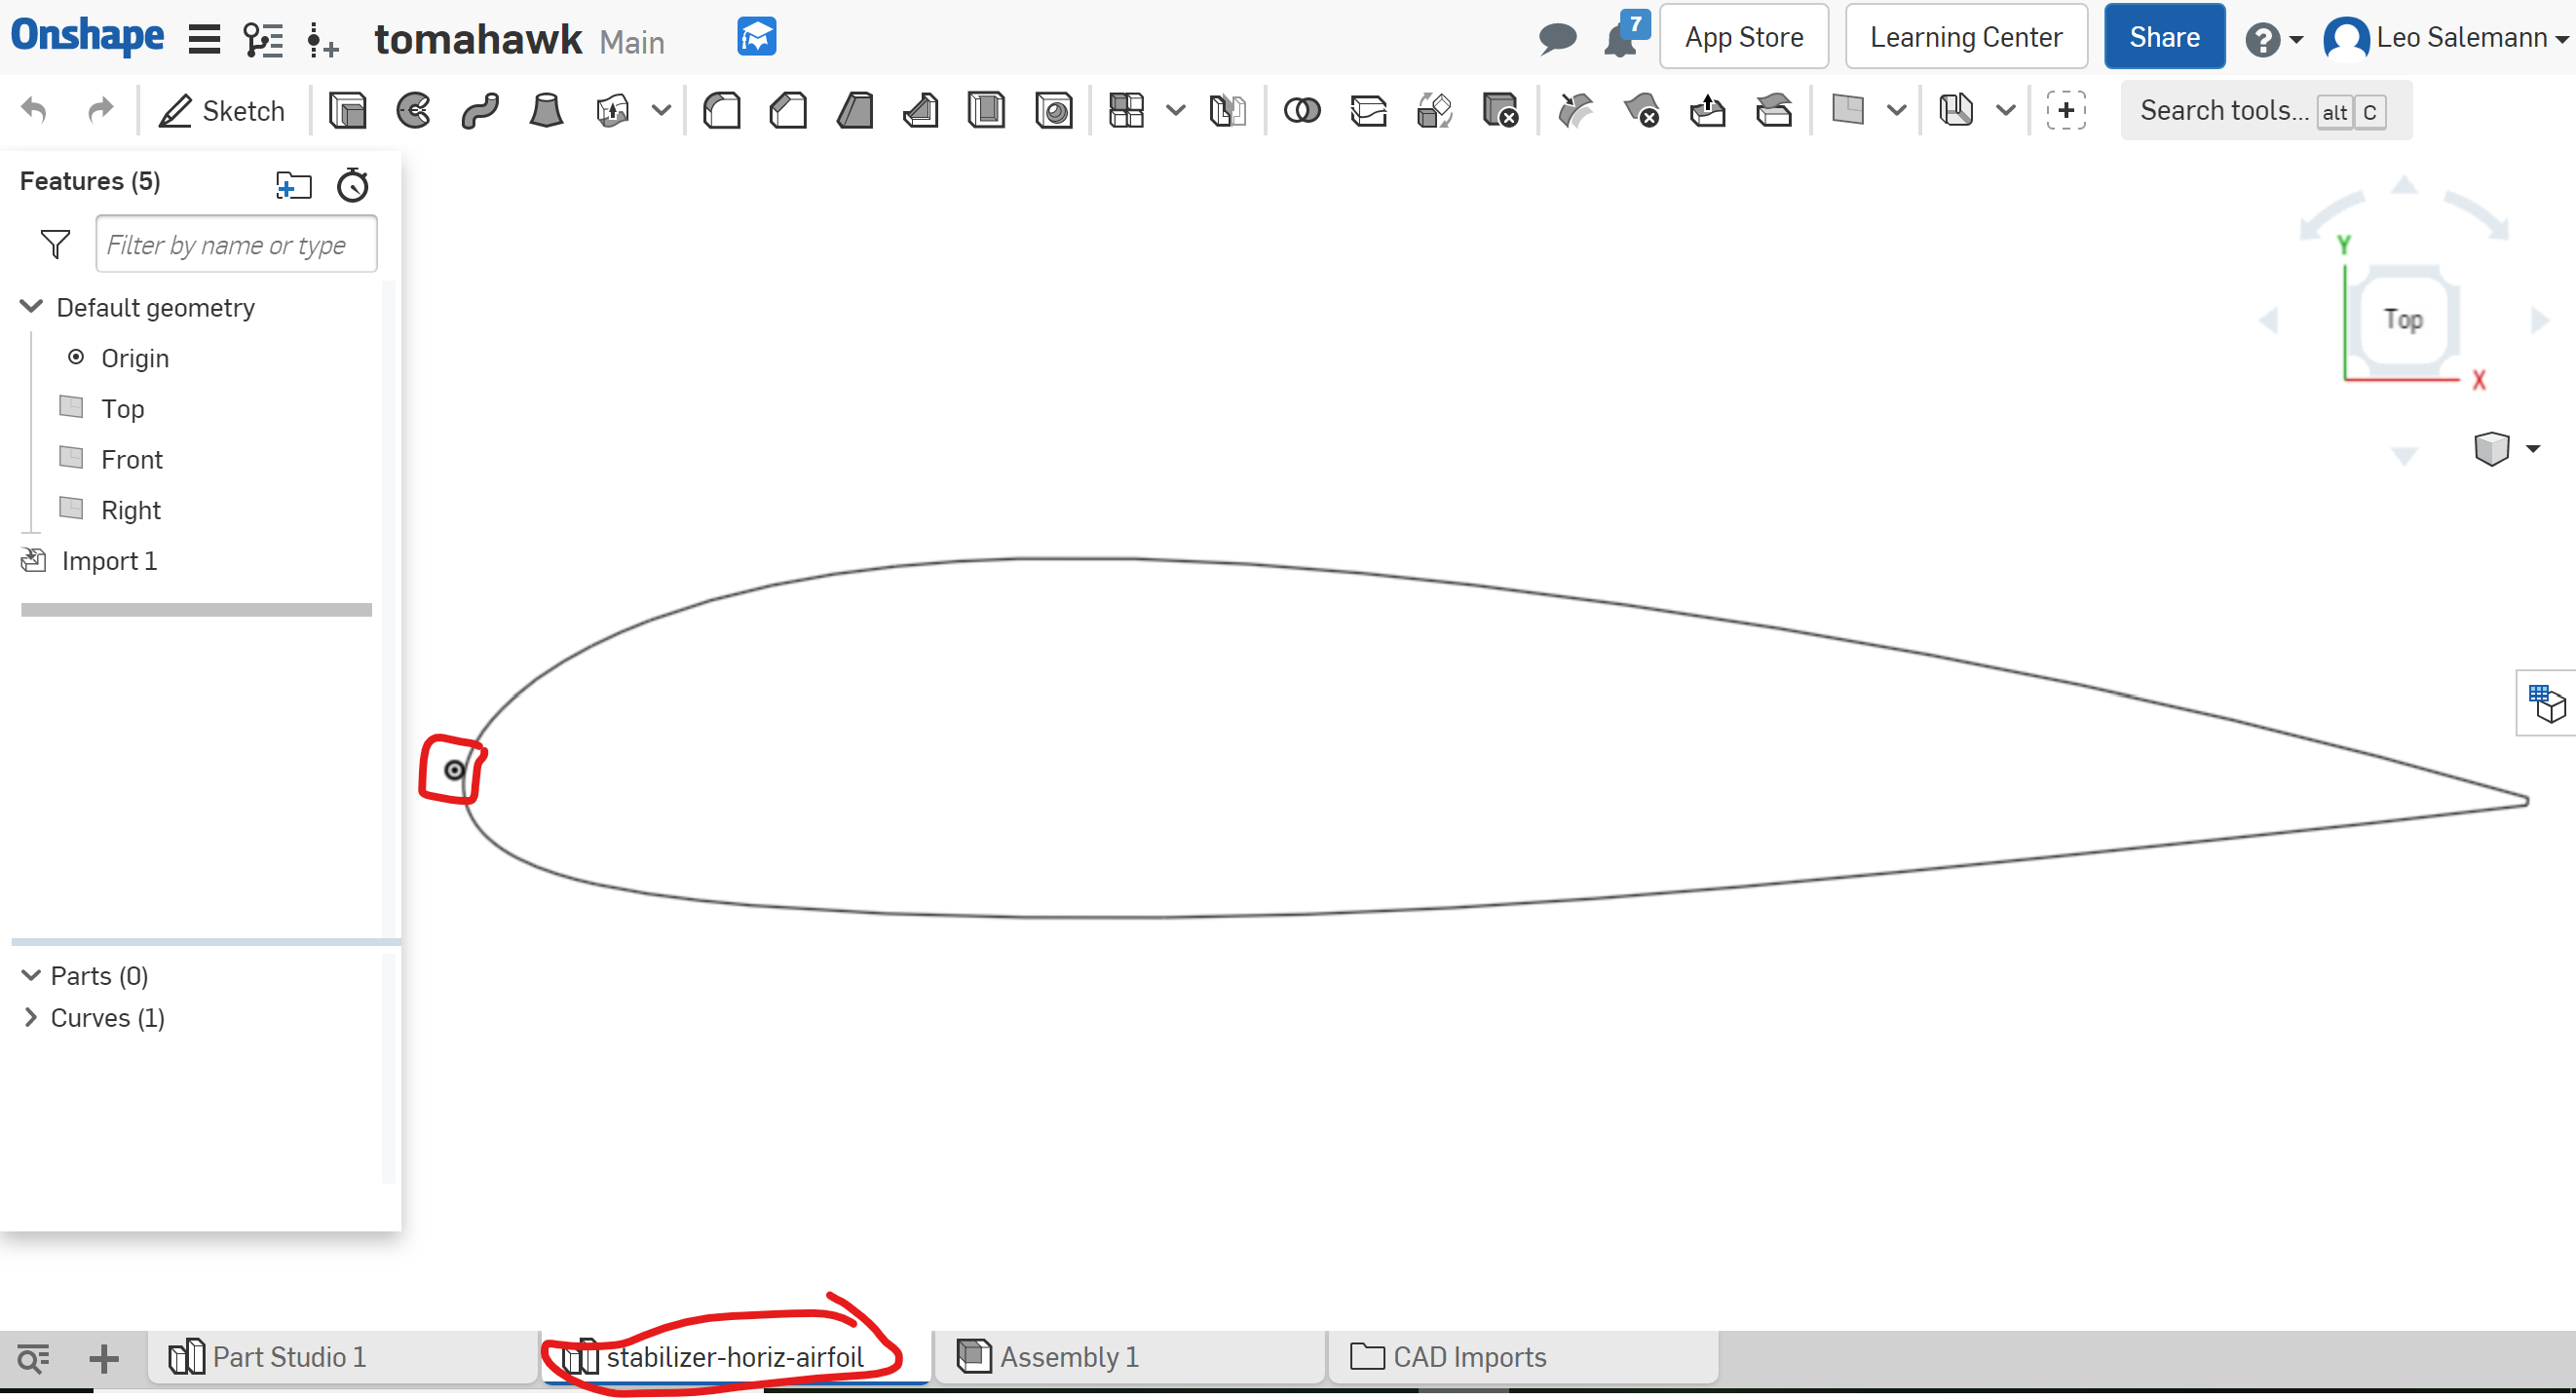 Onshape tomahawk Main 7 App Store Learning Center Share ? Leo Salemann
Sketch Search tools... alt C
Features (5)
Filter by name or type
Default geometry
Origin
Top
Front
Right
Import 1
Y
Top
X
Parts (0)
Curves (1)
Part Studio 1 stabilizer-horiz-airfoil Assembly 1 CAD Imports